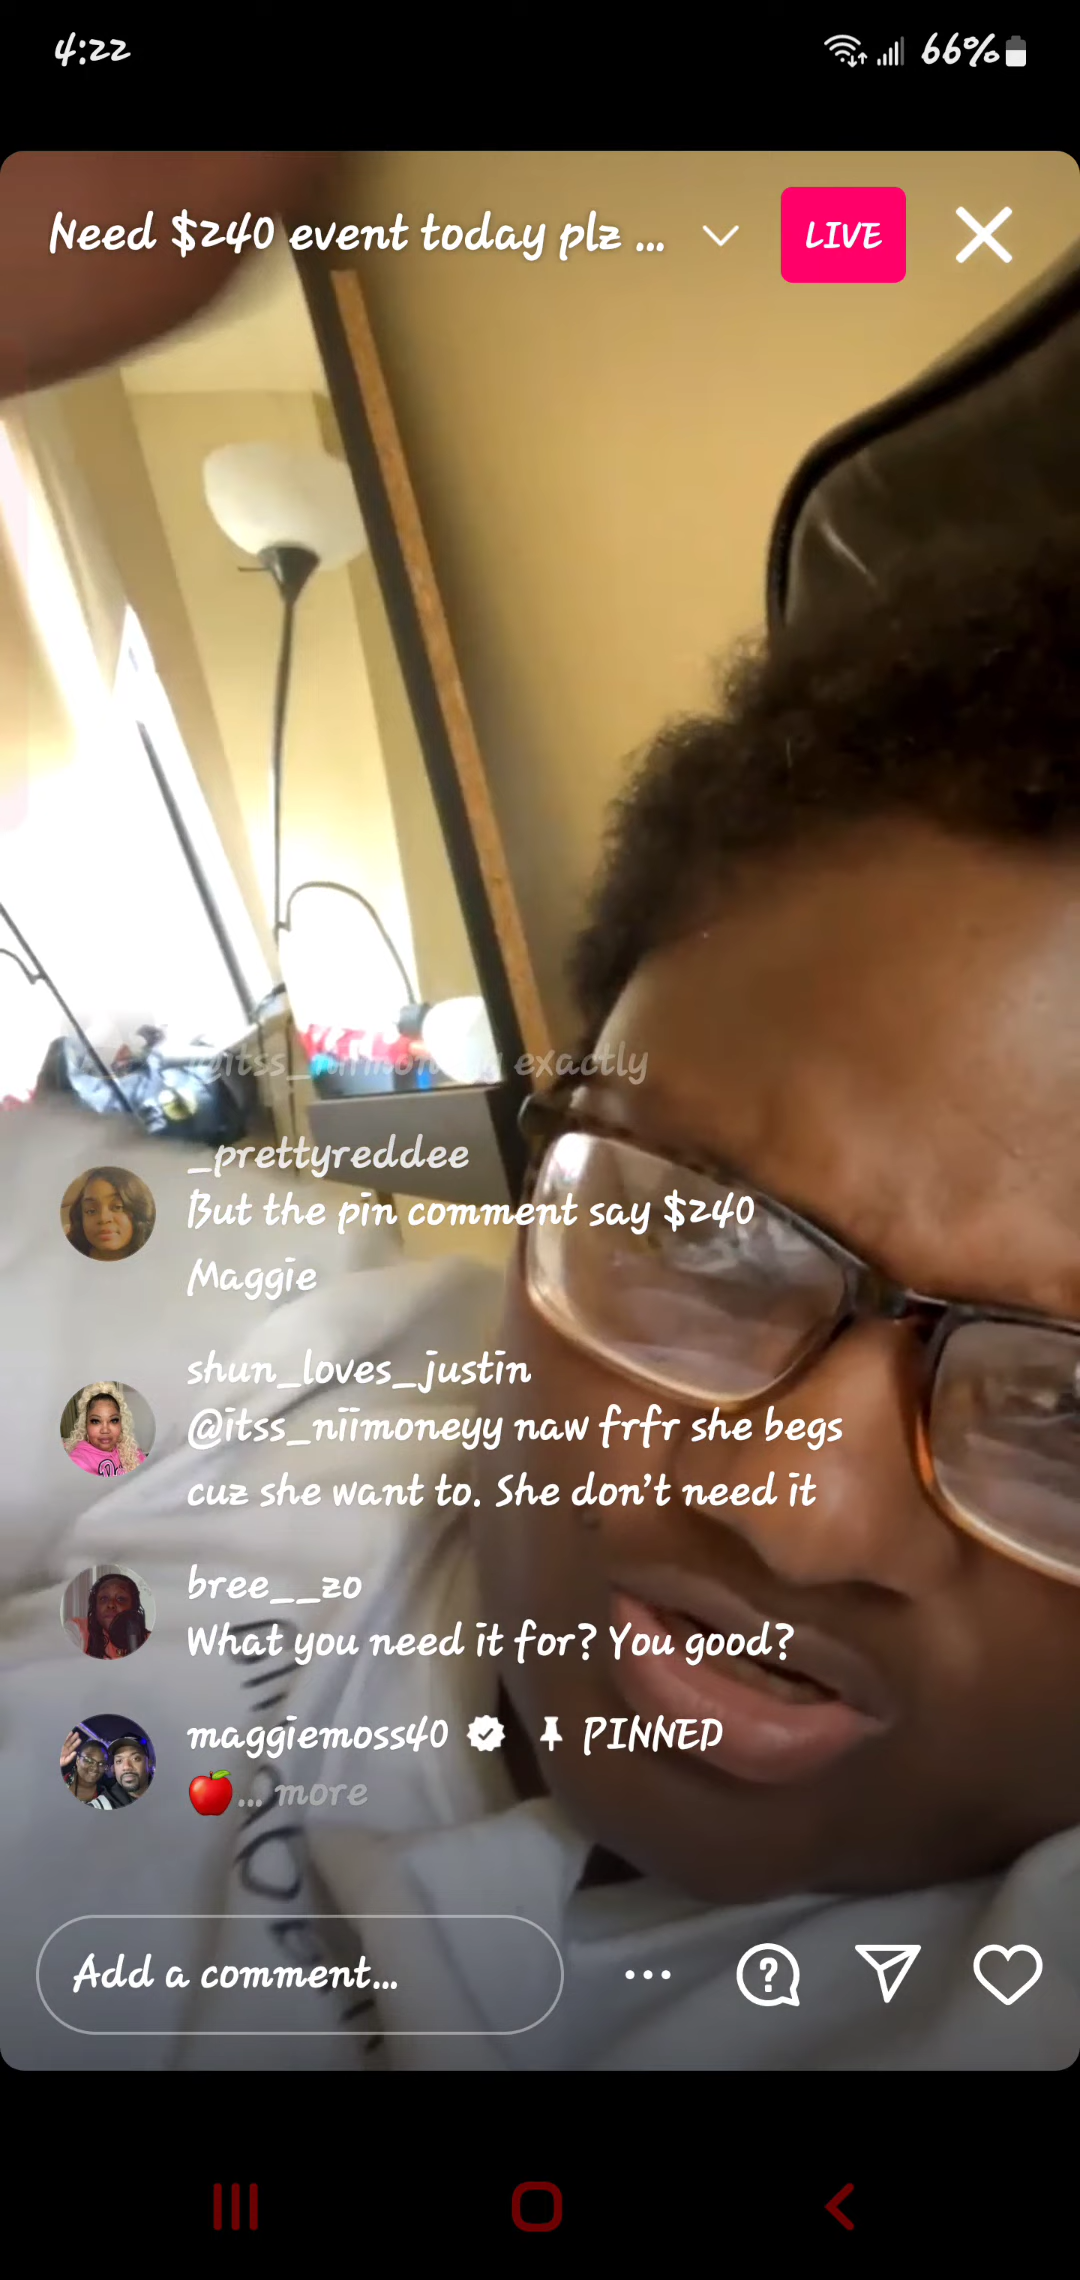 4:22
66%
Need $240 event today plz ...
LIVE
exactly
_prettyreddee
But the pin comment say $240
Maggie
shun_loves_justin
@itss_niimoneyy naw frfr she begs
cuz she want to. She don't need it
bree__zo
What you need it for? You good?
maggiemoss40 PINNED
🍎... more
Add a comment...